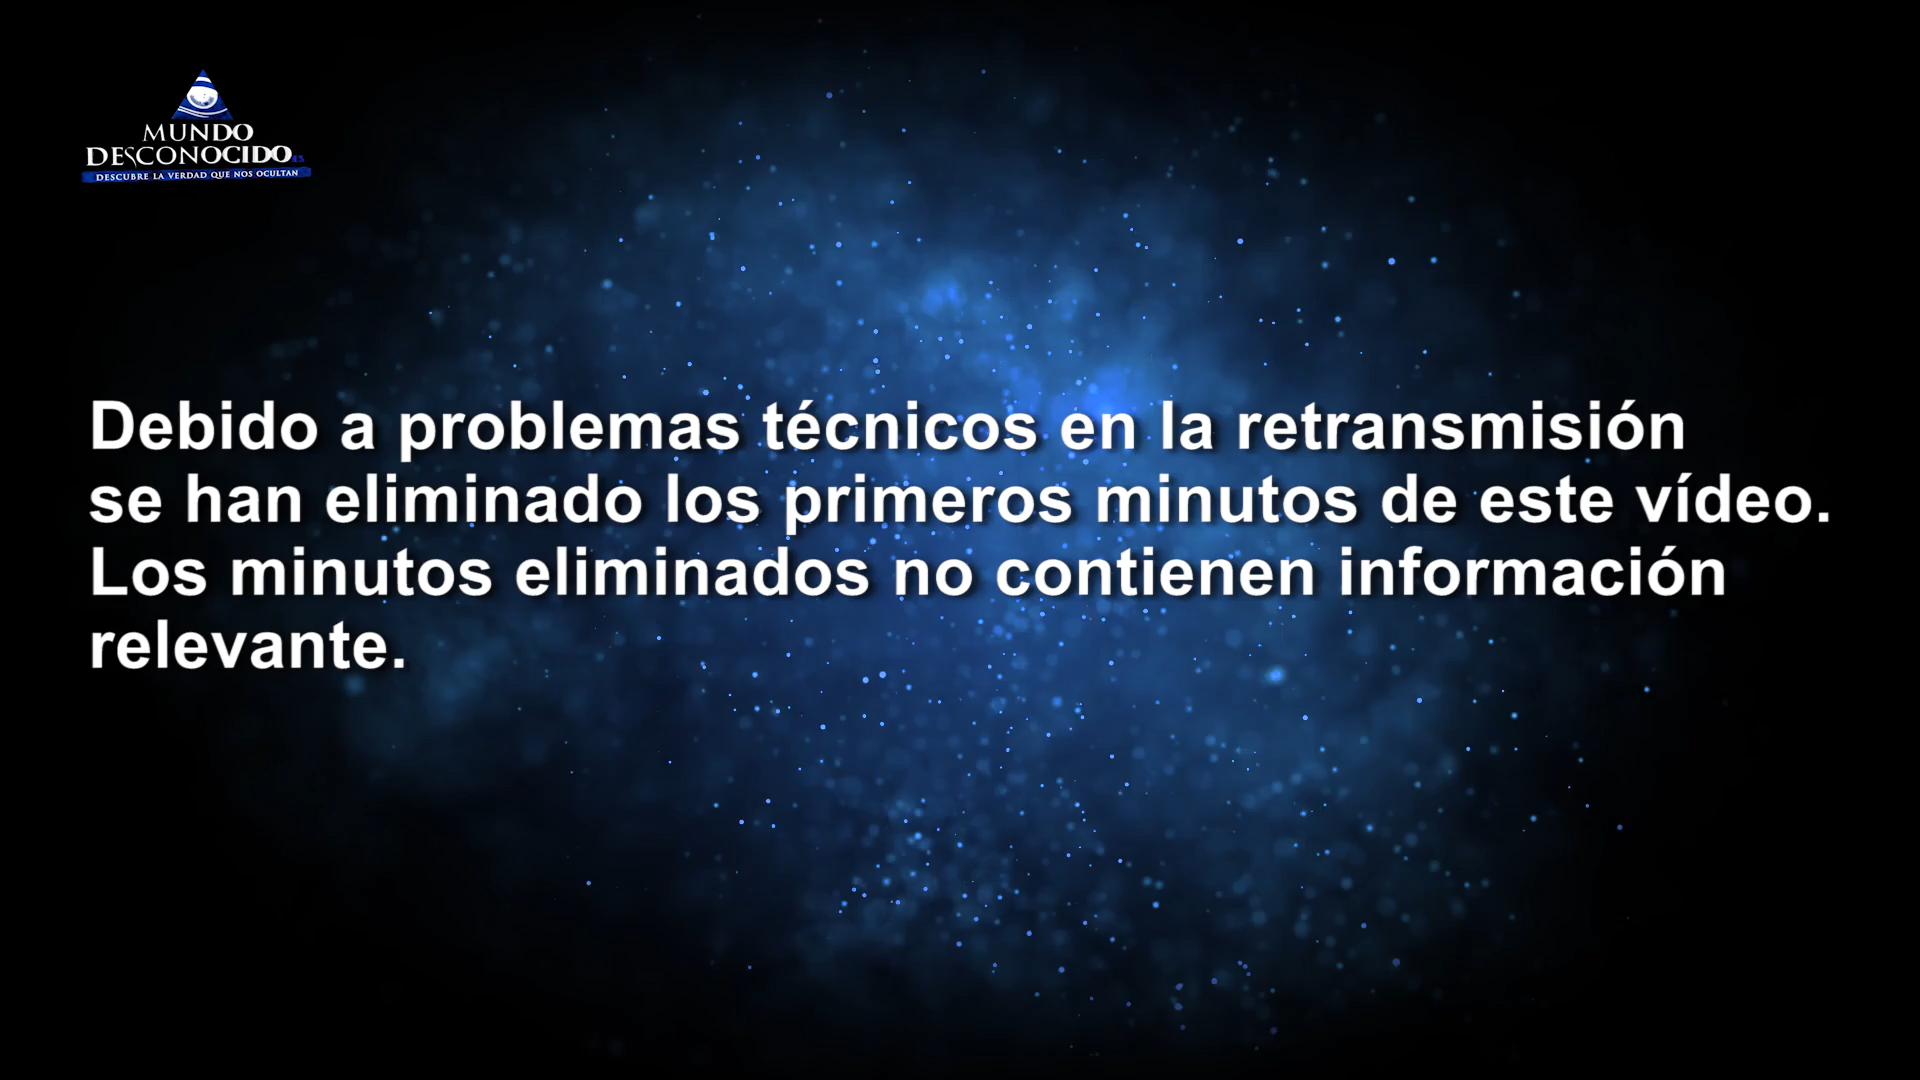 MUNDO
DESCONOCIDO.ES
DESCUBRE LA VERDAD QUE NOS OCULTAN
Debido a problemas técnicos en la retransmisión
se han eliminado los primeros minutos de este vídeo.
Los minutos eliminados no contienen información
relevante.